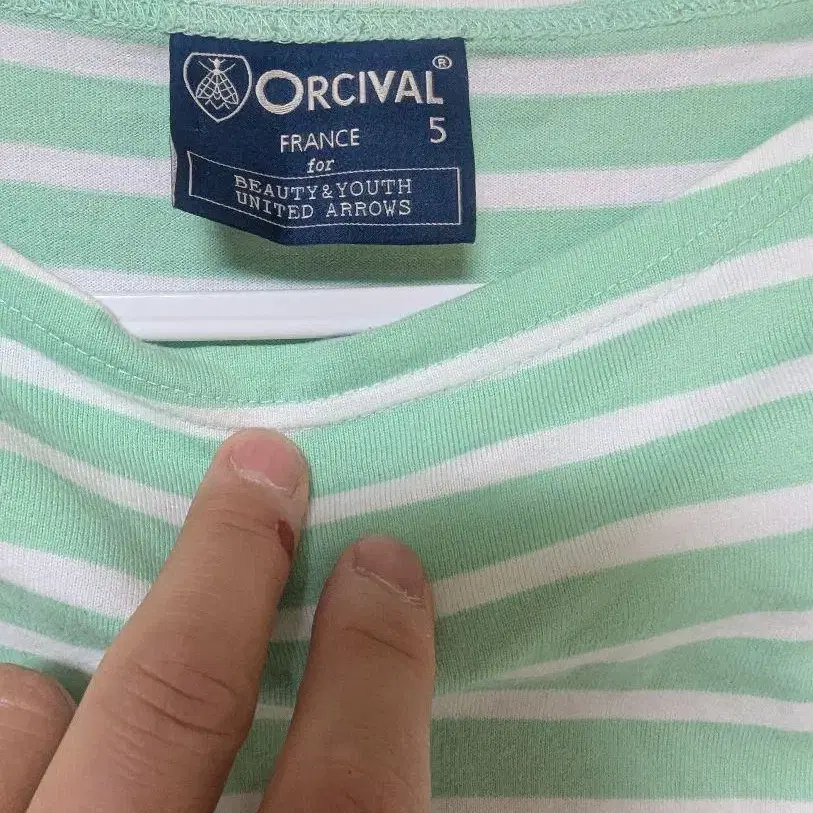 ORCIVAL®
FRANCE 5
for
BEAUTY&YOUTH
UNITED ARROWS